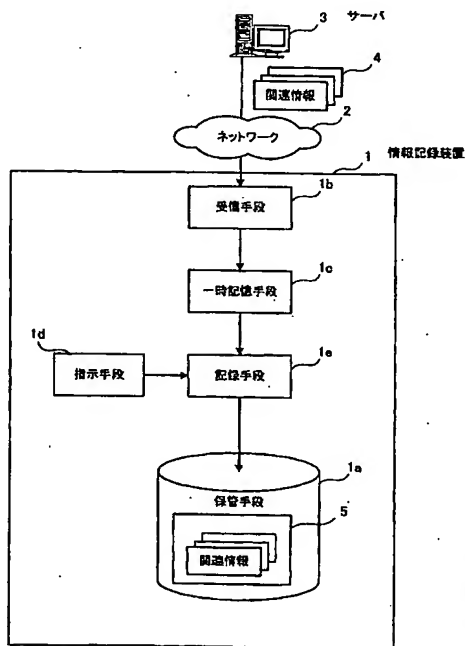 3 サーバ
4
関連情報
2
ネットワーク
1 情報記録装置
1b
受信手段
1c
一時記憶手段
1d
指示手段
1e
記録手段
1a
保管手段
5
関連情報